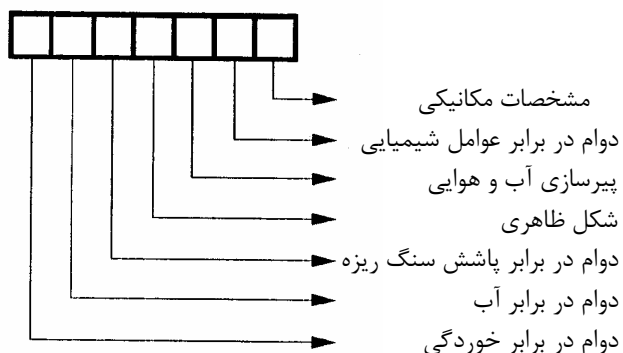 مشخصات مکانیکی
دوام در برابر عوامل شیمیایی
پیرسازی آب و هوایی
شکل ظاهری
دوام در برابر پاشش سنگ ریزه
دوام در برابر آب
دوام در برابر خوردگی